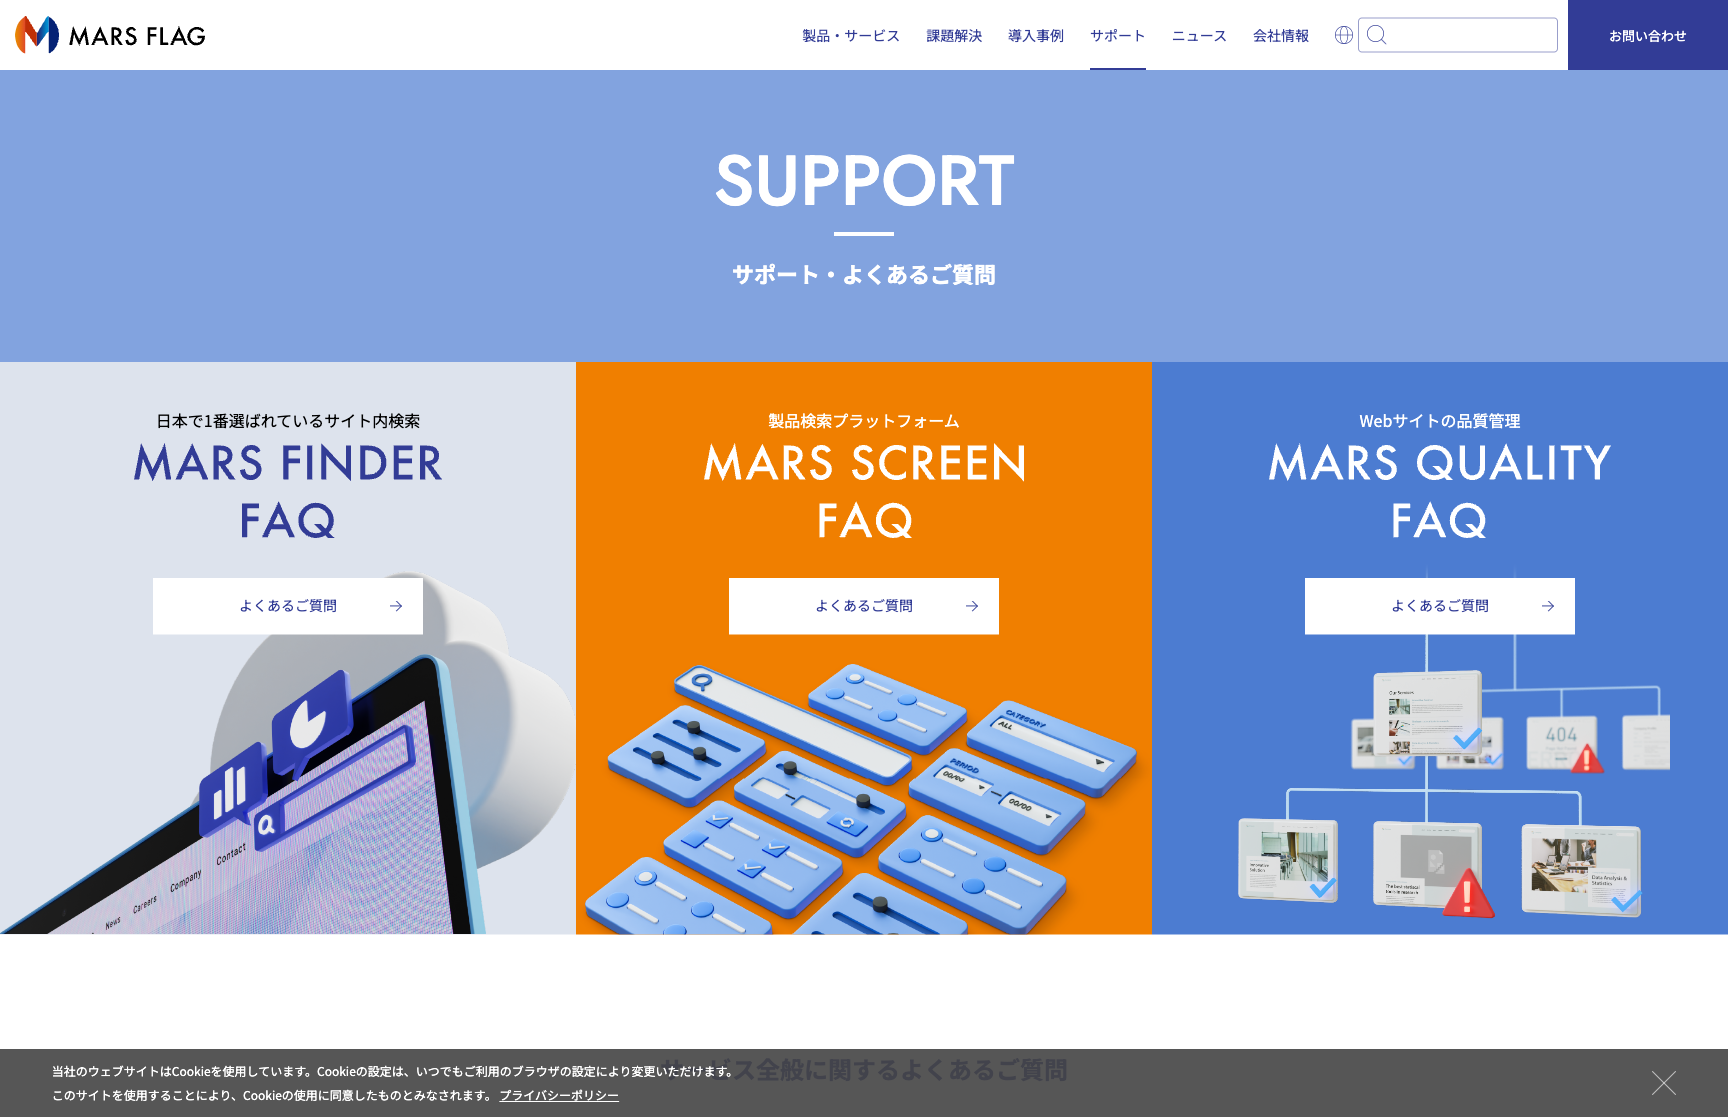 MARS FLAG
製品・サービス
課題解決
導入事例
サポート
ニュース
会社情報
お問い合わせ
SUPPORT
サポート・よくあるご質問
日本で1番選ばれているサイト内検索
MARS FINDER
FAQ
よくあるご質問
製品検索プラットフォーム
MARS SCREEN
FAQ
よくあるご質問
Webサイトの品質管理
MARS QUALITY
FAQ
よくあるご質問
News
Careers
Company
Contact
CATEGORY
ALL
PERIOD
00/00
00/00
Our Services
404
Innovative
Solution
The best statistical
tools in research
Data Analysis &
Statistics
サービス全般に関するよくあるご質問
当社のウェブサイトはCookieを使用しています。Cookieの設定は、いつでもご利用のブラウザの設定により変更いただけます。
このサイトを使用することにより、Cookieの使用に同意したものとみなされます。 プライバシーポリシー